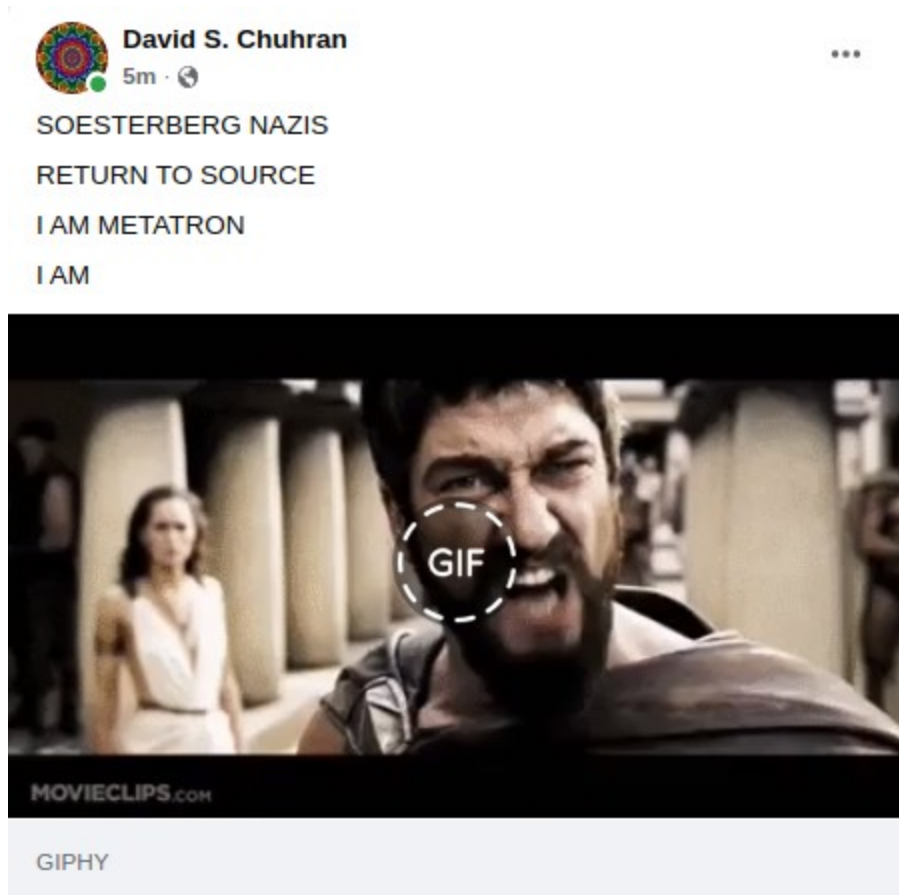 David S. Chuhran
5m ·
SOESTERBERG NAZIS
RETURN TO SOURCE
I AM METATRON
I AM
GIF
MOVIECLIPS.COM
GIPHY